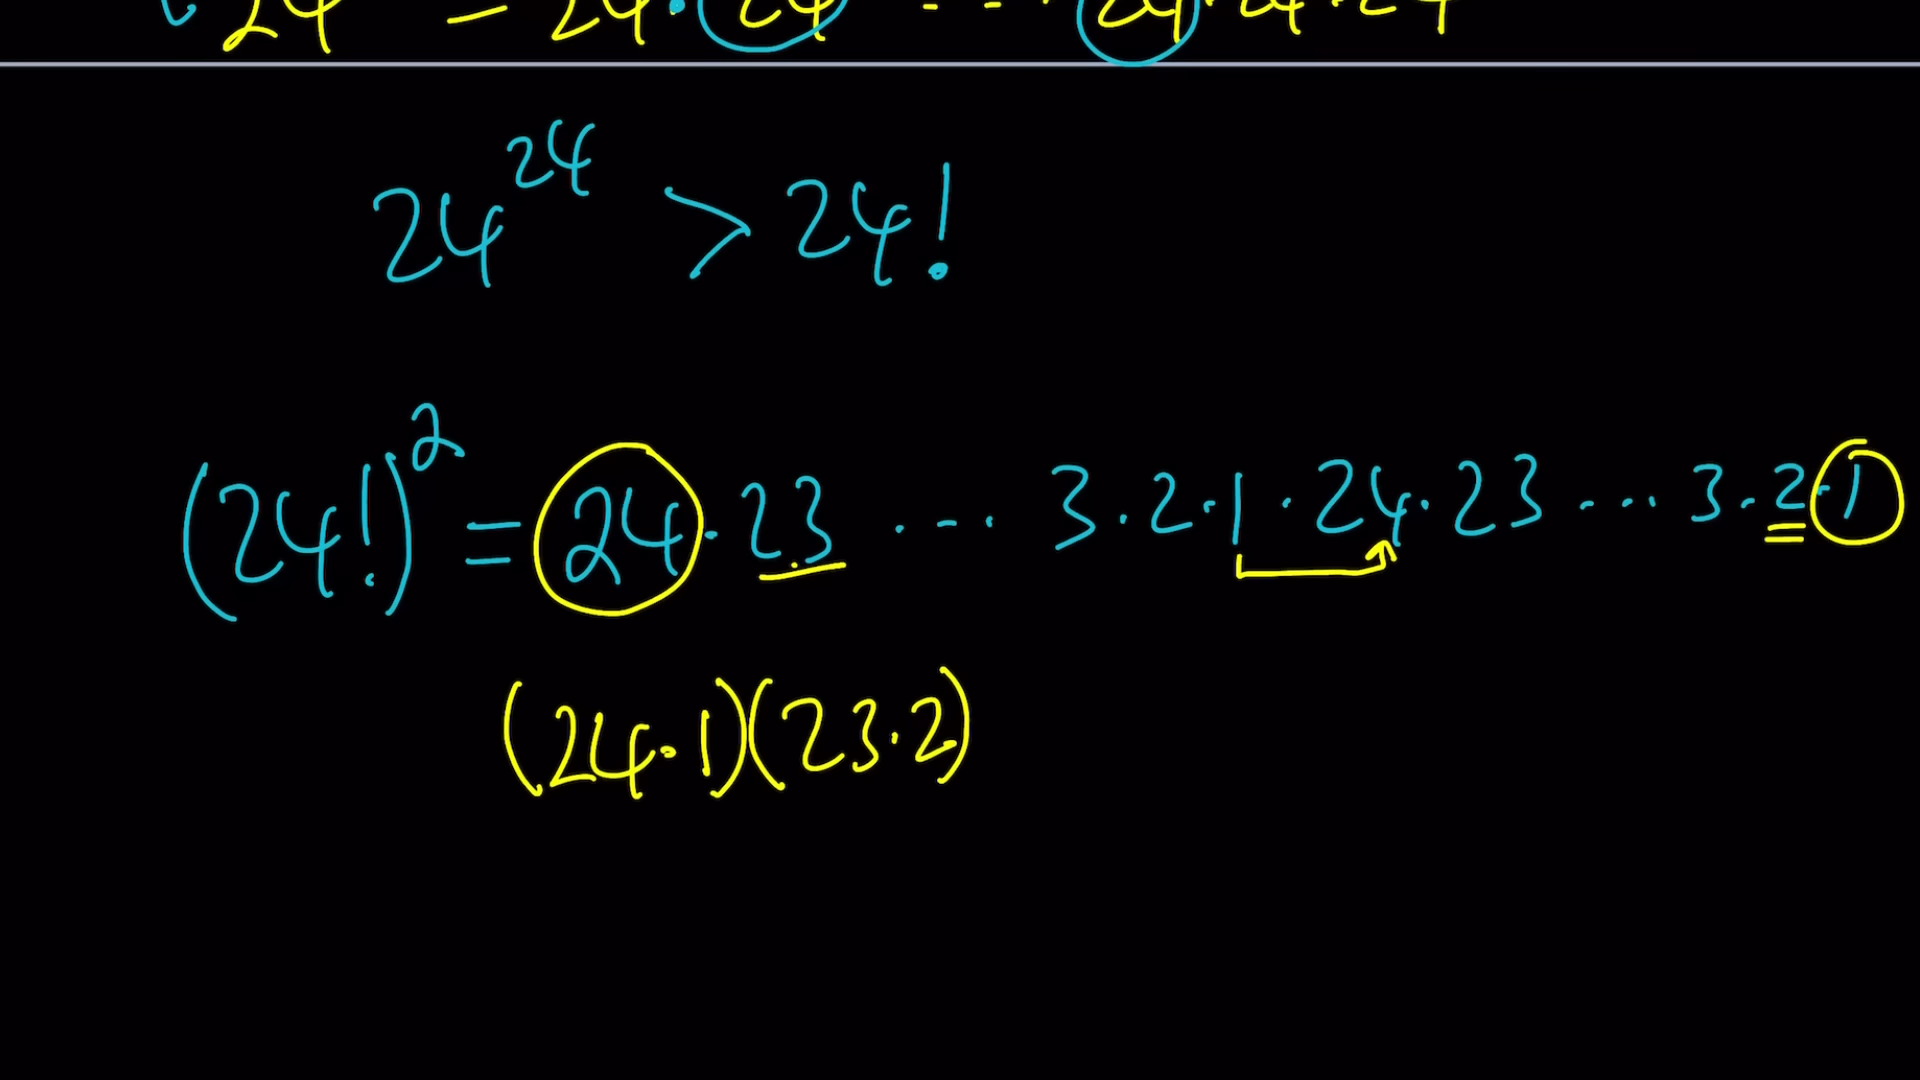 24^24 > 24!
(24!)^2 = 24 · 23 · - - · 3 · 2 · 1 · 24 · 23 · · · 3 · 2 · 1
(24·1)(23·2)